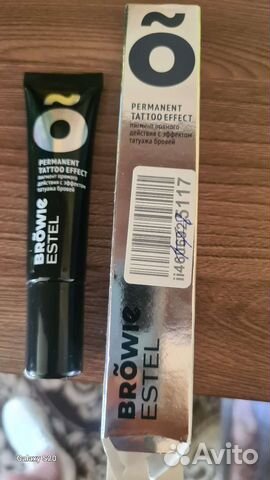 õ
PERMANENT
TATTOO EFFECT
пигмент прямого
действия с эффектом
татуажа бровей
BRÕWIE
ESTEL
õ
PERMANENT
TATTOO EFFECT
пигмент прямого
действия с эффектом
татуажа бровей
BRÕWIE
ESTEL
Galaxy S20
Avito